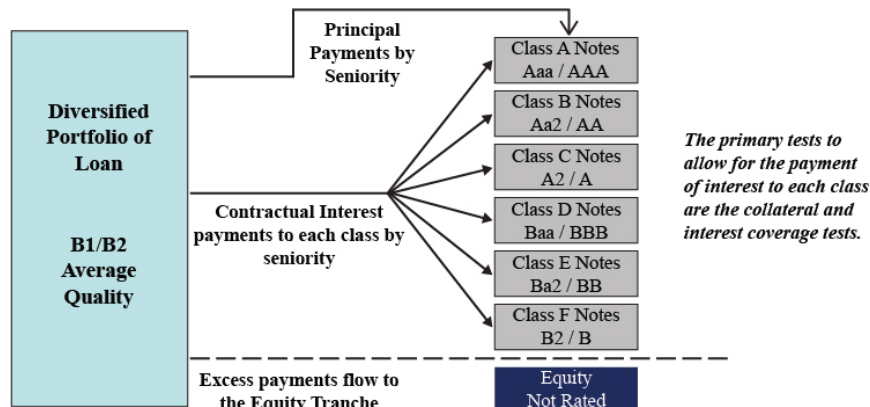 Principal
Payments by
Seniority
Diversified
Portfolio of
Loan
B1/B2
Average
Quality
Contractual Interest
payments to each class by
seniority
Class A Notes
Aaa / AAA
Class B Notes
Aa2 / AA
Class C Notes
A2 / A
Class D Notes
Baa / BBB
Class E Notes
Ba2 / BB
Class F Notes
B2 / B
The primary tests to
allow for the payment
of interest to each class
are the collateral and
interest coverage tests.
Excess payments flow to
the Equity Tranche
Equity
Not Rated